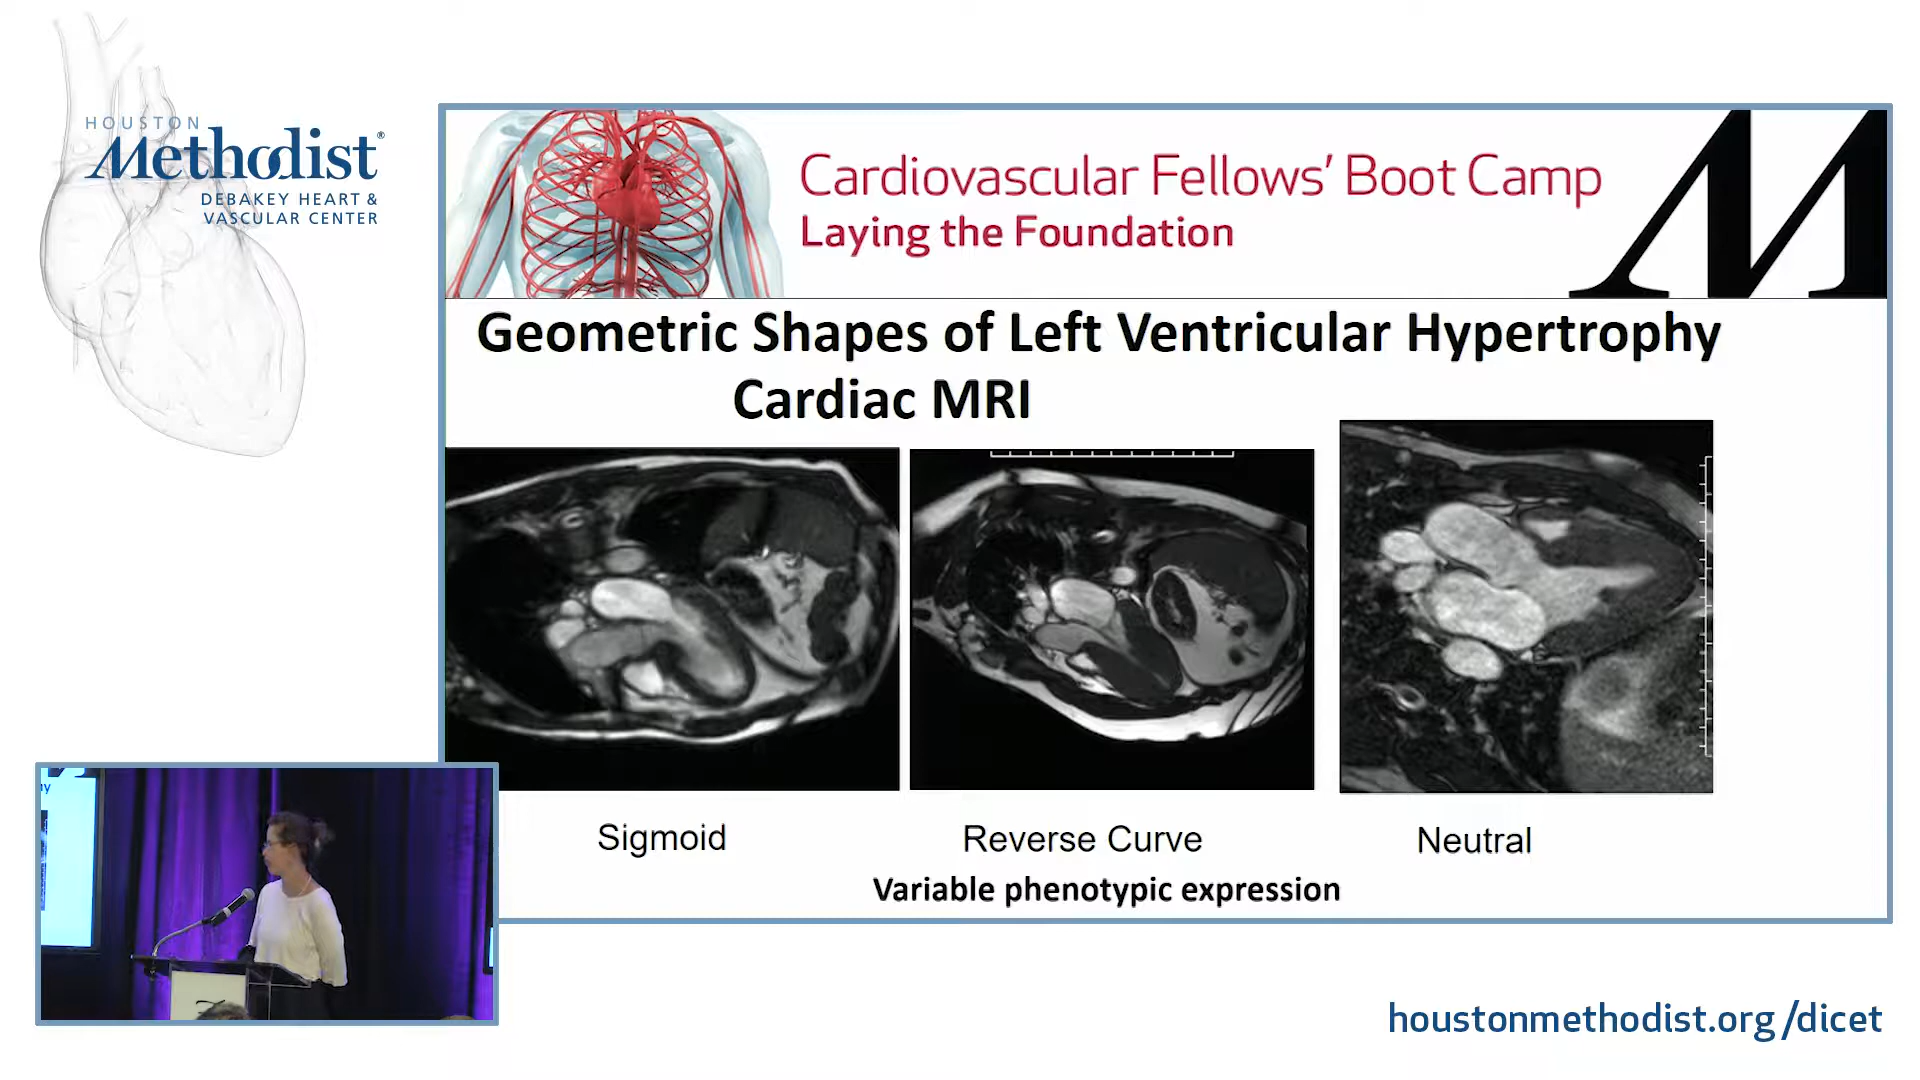 HOUSTON
Methodist®
DEBAKEY HEART &
VASCULAR CENTER
Cardiovascular Fellows’ Boot Camp
Laying the Foundation
M
Geometric Shapes of Left Ventricular Hypertrophy
Cardiac MRI
Sigmoid
Reverse Curve
Neutral
Variable phenotypic expression
houstonmethodist.org/dicet